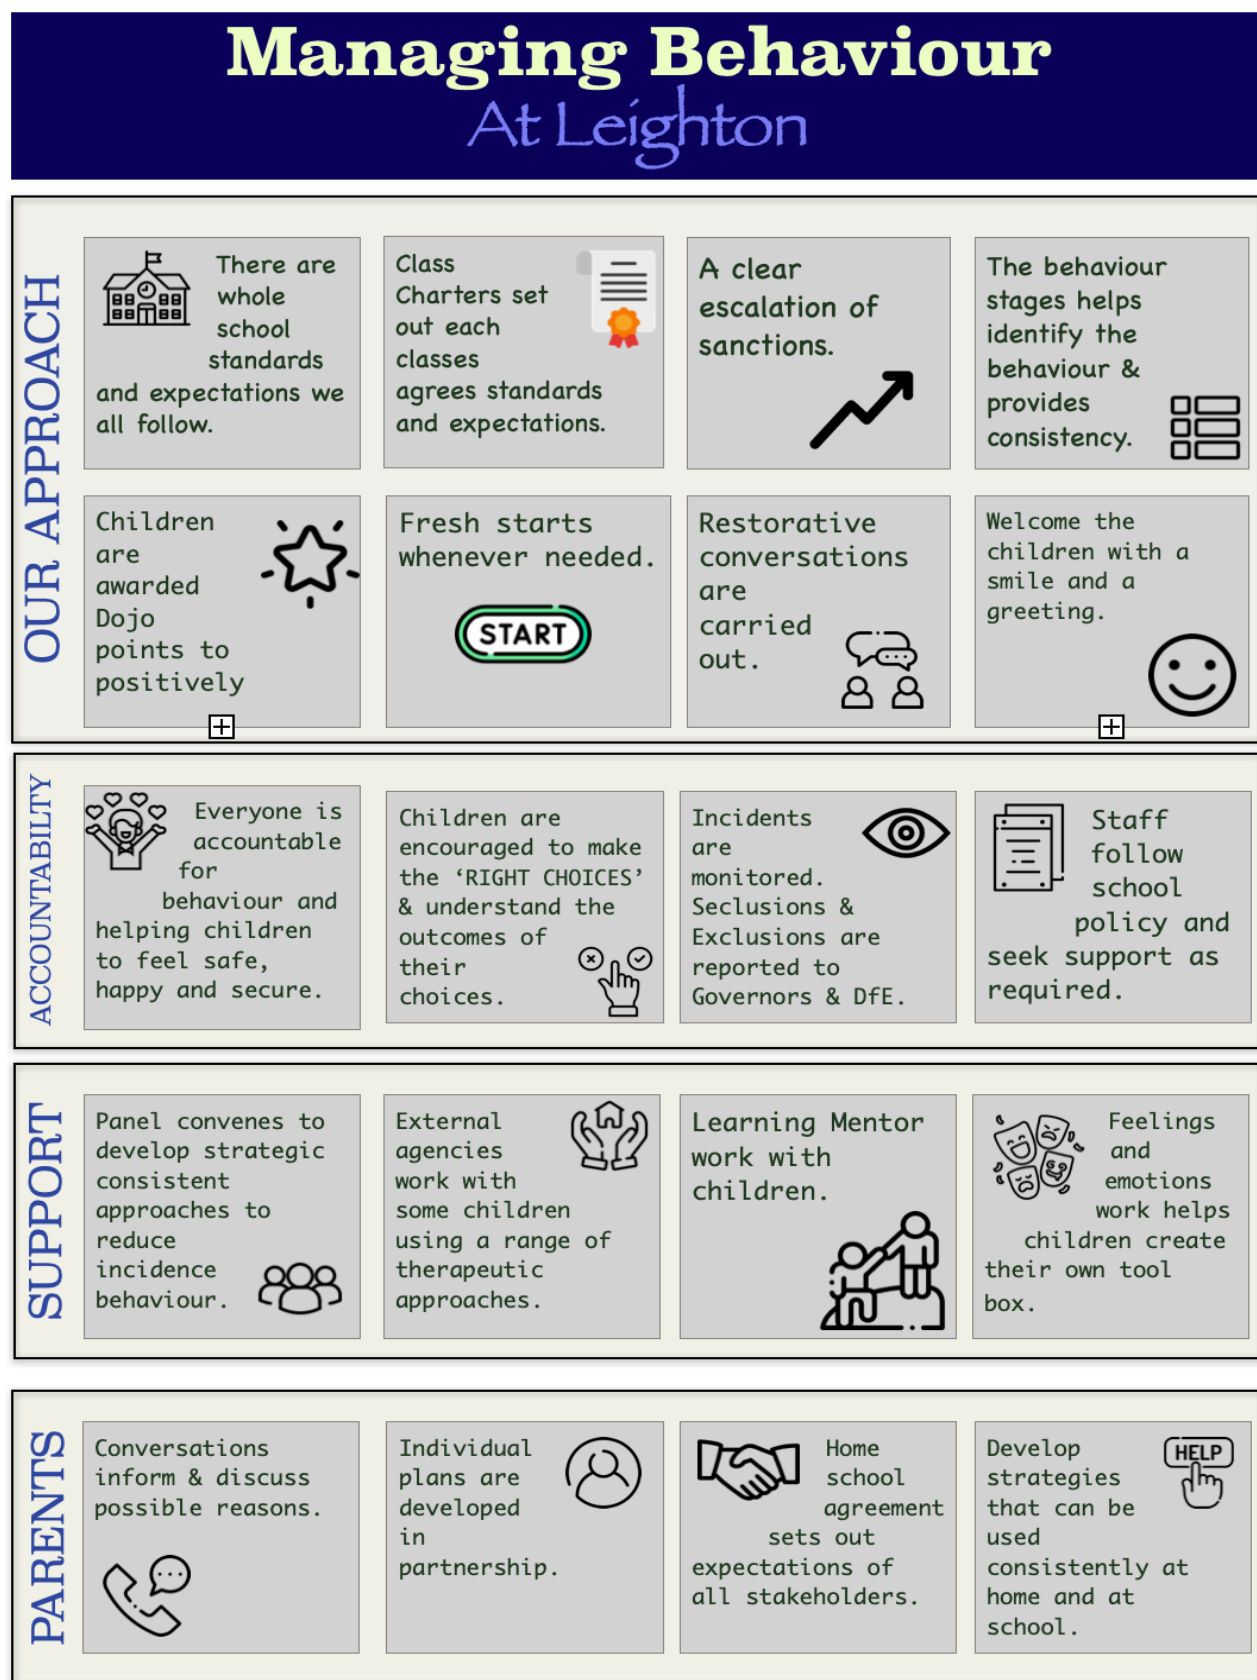 Managing Behaviour
At Leighton
OUR APPROACH
There are
whole
school
standards
and expectations we
all follow.
Class
Charters set
out each
classes
agrees standards
and expectations.
A clear
escalation of
sanctions.
The behaviour
stages helps
identify the
behaviour &
provides
consistency.
Children
are
awarded
Dojo
points to
positively
Fresh starts
whenever needed.
START
Restorative
conversations
are
carried
out.
Welcome the
children with a
smile and a
greeting.
ACCOUNTABILTY
Everyone is
accountable
for
behaviour and
helping children
to feel safe,
happy and secure.
Children are
encouraged to make
the ‘RIGHT CHOICES’
& understand the
outcomes of
their
choices.
Incidents
are
monitored.
Seclusions &
Exclusions are
reported to
Governors & DfE.
Staff
follow
school
policy and
seek support as
required.
SUPPORT
Panel convenes to
develop strategic
consistent
approaches to
reduce
incidence
behaviour.
External
agencies
work with
some children
using a range of
therapeutic
approaches.
Learning Mentor
work with
children.
Feelings
and
emotions
work helps
children create
their own tool
box.
PARENTS
Conversations
inform & discuss
possible reasons.
Individual
plans are
developed
in
partnership.
Home
school
agreement
sets out
expectations of
all stakeholders.
Develop
strategies
that can be
used
consistently at
home and at
school.
HELP